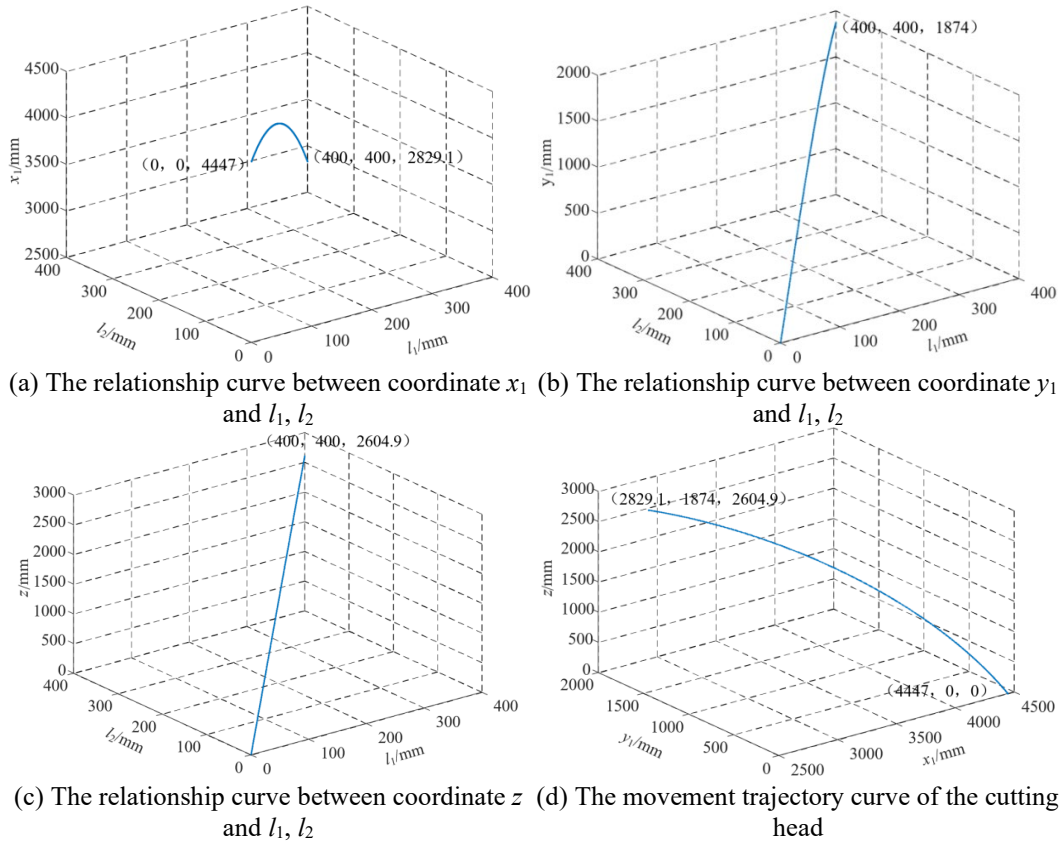 (400, 400, 1874)
4500
4000
3500
3000
2500
x₁/mm
(0, 0, 4447)
(400, 400, 2829.1)
400
300
200
100
0
l₂/mm
0
100
200
300
400
l₁/mm
2000
1500
1000
500
0
y₁/mm
400
300
200
100
0
l₂/mm
0
100
200
300
400
l₁/mm
(a) The relationship curve between coordinate x₁
and l₁, l₂
(b) The relationship curve between coordinate y₁
and l₁, l₂
(400, 400, 2604.9)
3000
2500
2000
1500
1000
500
0
z/mm
400
300
200
100
0
l₂/mm
0
100
200
300
400
l₁/mm
3000
2500
2000
1500
1000
500
0
z/mm
(2829.1, 1874, 2604.9)
(4447, 0, 0)
2000
1500
1000
500
0
y₁/mm
2500
3000
3500
4000
4500
x₁/mm
(c) The relationship curve between coordinate z
and l₁, l₂
(d) The movement trajectory curve of the cutting
head